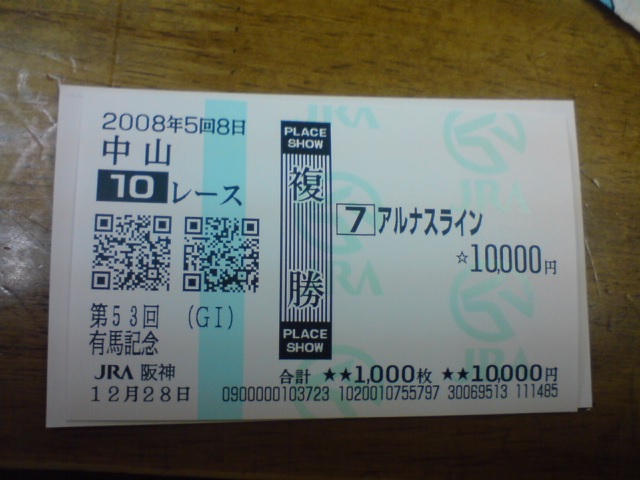 2008年5回8日
中山
10レース
第53回 (GI)
有馬記念
JRA 阪神
12月28日
PLACE
SHOW
複勝
PLACE
SHOW
7 アルナスライン
☆10,000円
合計 ★★1,000枚 ★★10,000円
0900000103723 1020010755797 30069513 111485
JRA
JRA
JRA